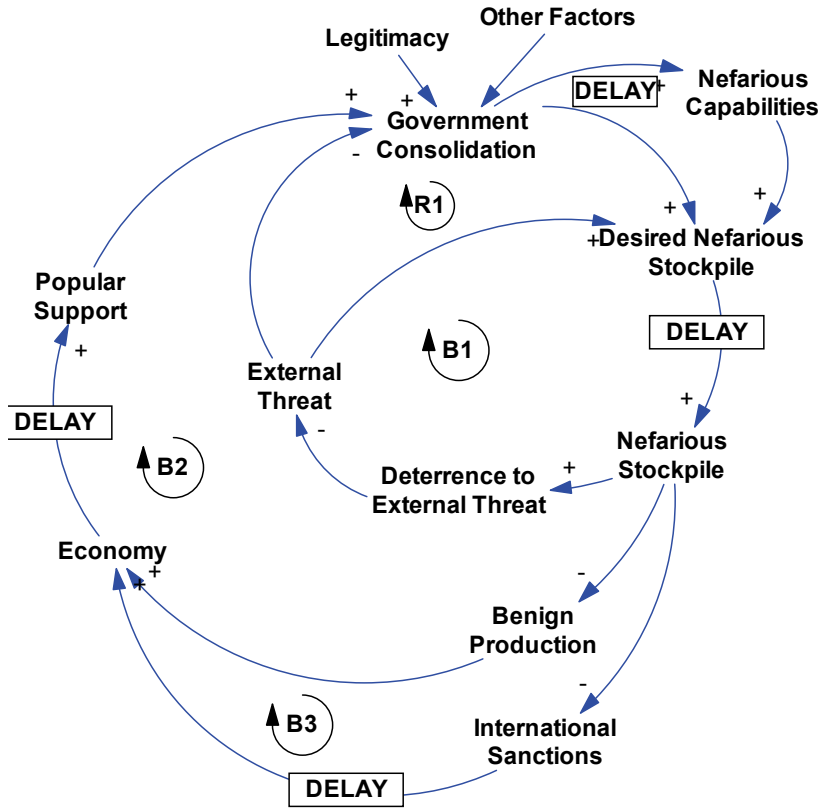 Other Factors
Legitimacy
Nefarious
Capabilities
DELAY
+
+
+
Government
Consolidation
-
R1
+
+
+
Desired Nefarious
Stockpile
Popular
Support
+
DELAY
B1
External
Threat
-
+
DELAY
Nefarious
Stockpile
B2
Deterrence to
External Threat
+
Economy
+
+
-
Benign
Production
-
B3
International
Sanctions
DELAY